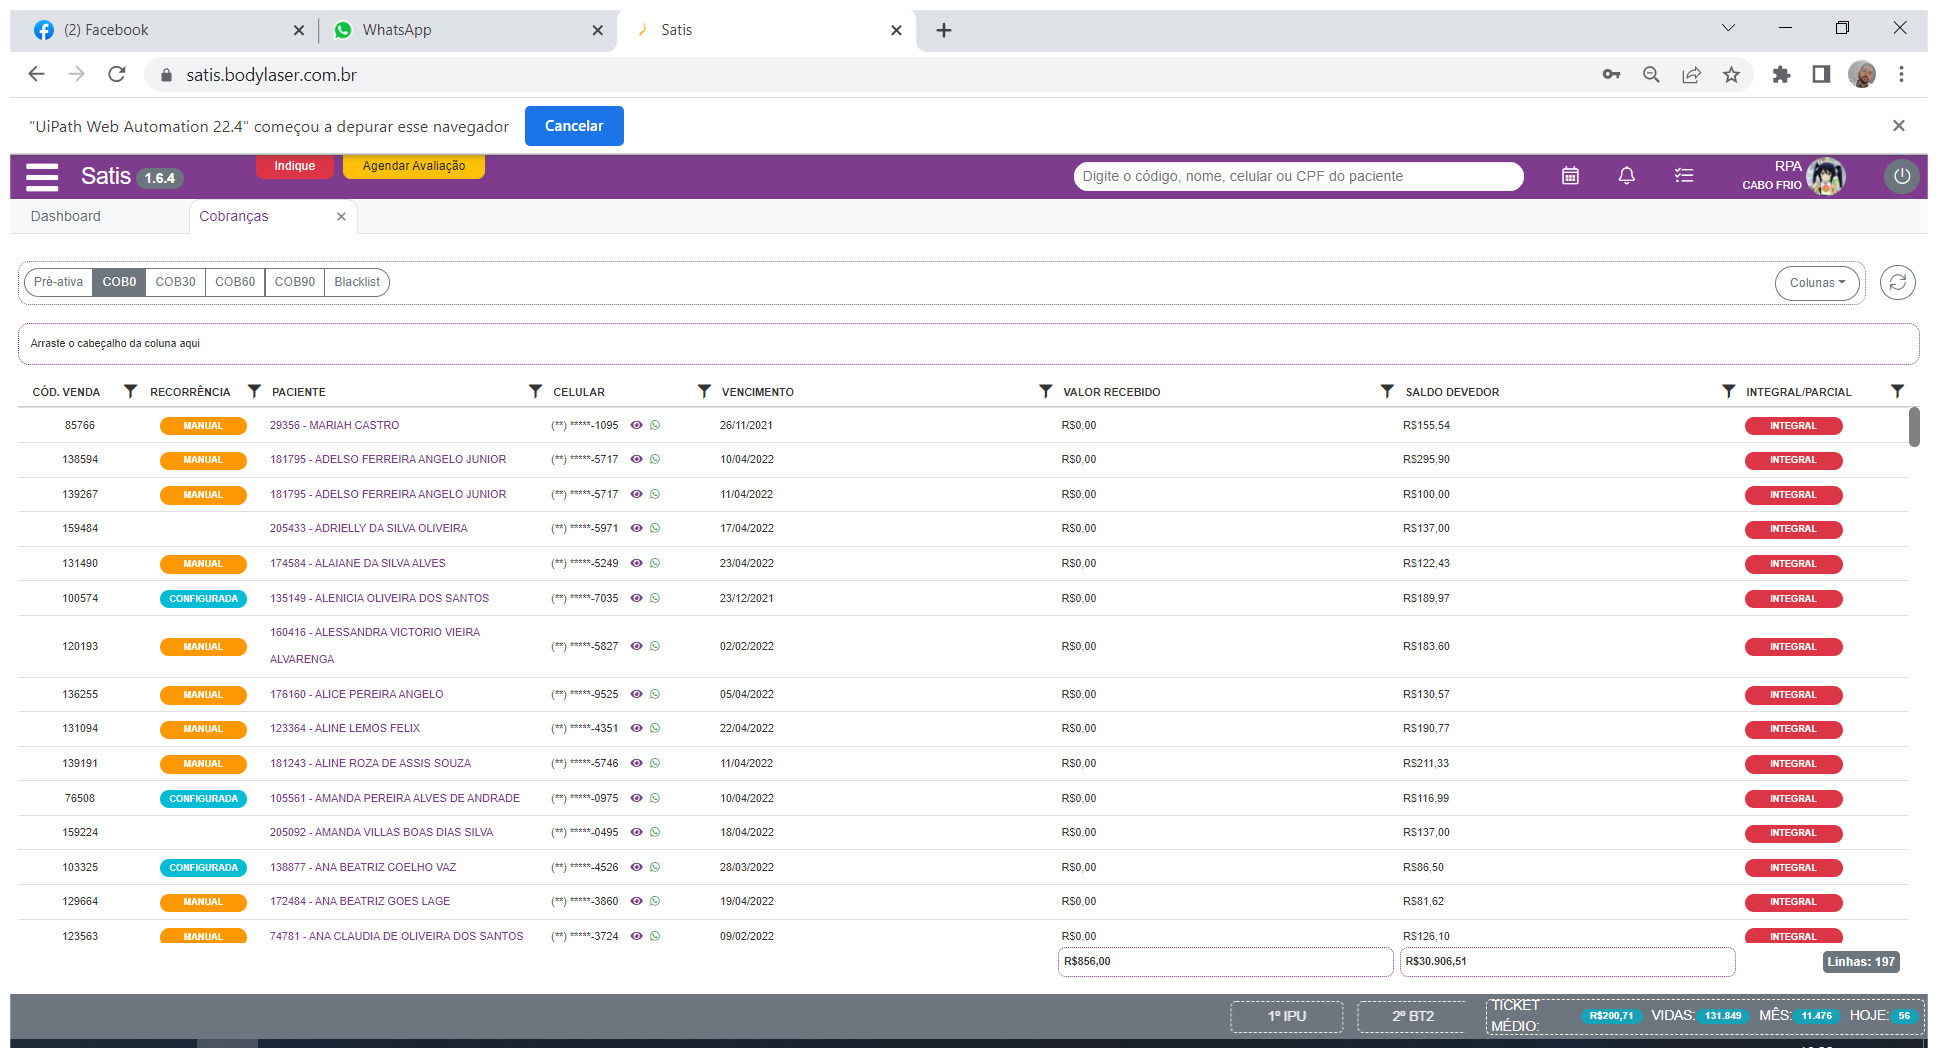 (2) Facebook
WhatsApp
Satis
satis.bodylaser.com.br
"UiPath Web Automation 22.4" começou a depurar esse navegador
Cancelar
Satis 1.6.4
Indique
Agendar Avaliação
Digite o código, nome, celular ou CPF do paciente
RPA
CABO FRIO
Dashboard
Cobranças
Pré-ativa COB0 COB30 COB60 COB90 Blacklist
Colunas
Arraste o cabeçalho da coluna aqui
CÓD. VENDA RECORRÊNCIA PACIENTE CELULAR VENCIMENTO VALOR RECEBIDO SALDO DEVEDOR INTEGRAL/PARCIAL
85766 MANUAL 29356 - MARIAH CASTRO (**) *****-1095 26/11/2021 R$0,00 R$155,54 INTEGRAL
138594 MANUAL 181795 - ADELSO FERREIRA ANGELO JUNIOR (**) *****-5717 10/04/2022 R$0,00 R$295,90 INTEGRAL
139267 MANUAL 181795 - ADELSO FERREIRA ANGELO JUNIOR (**) *****-5717 11/04/2022 R$0,00 R$100,00 INTEGRAL
159484 205433 - ADRIELLY DA SILVA OLIVEIRA (**) *****-5971 17/04/2022 R$0,00 R$137,00 INTEGRAL
131490 MANUAL 174584 - ALAIANE DA SILVA ALVES (**) *****-5249 23/04/2022 R$0,00 R$122,43 INTEGRAL
100574 CONFIGURADA 135149 - ALENICIA OLIVEIRA DOS SANTOS (**) *****-7035 23/12/2021 R$0,00 R$189,97 INTEGRAL
120193 MANUAL 160416 - ALESSANDRA VICTORIO VIEIRA
ALVARENGA (**) *****-5827 02/02/2022 R$0,00 R$183,60 INTEGRAL
136255 MANUAL 176160 - ALICE PEREIRA ANGELO (**) *****-9525 05/04/2022 R$0,00 R$130,57 INTEGRAL
131094 MANUAL 123364 - ALINE LEMOS FELIX (**) *****-4351 22/04/2022 R$0,00 R$190,77 INTEGRAL
139191 MANUAL 181243 - ALINE ROZA DE ASSIS SOUZA (**) *****-5746 11/04/2022 R$0,00 R$211,33 INTEGRAL
76508 CONFIGURADA 105561 - AMANDA PEREIRA ALVES DE ANDRADE (**) *****-0975 10/04/2022 R$0,00 R$116,99 INTEGRAL
159224 205092 - AMANDA VILLAS BOAS DIAS SILVA (**) *****-0495 18/04/2022 R$0,00 R$137,00 INTEGRAL
103325 CONFIGURADA 138877 - ANA BEATRIZ COELHO VAZ (**) *****-4526 28/03/2022 R$0,00 R$86,50 INTEGRAL
129664 MANUAL 172484 - ANA BEATRIZ GOES LAGE (**) *****-3860 19/04/2022 R$0,00 R$81,62 INTEGRAL
123563 MANUAL 74781 - ANA CLAUDIA DE OLIVEIRA DOS SANTOS (**) *****-3724 09/02/2022 R$0,00 R$126,10 INTEGRAL
R$856,00 R$30.906,51 Linhas: 197
1º IPU 2º BT2 TICKET
MÉDIO: R$200,71 VIDAS: 131.849 MÊS: 11.476 HOJE: 56